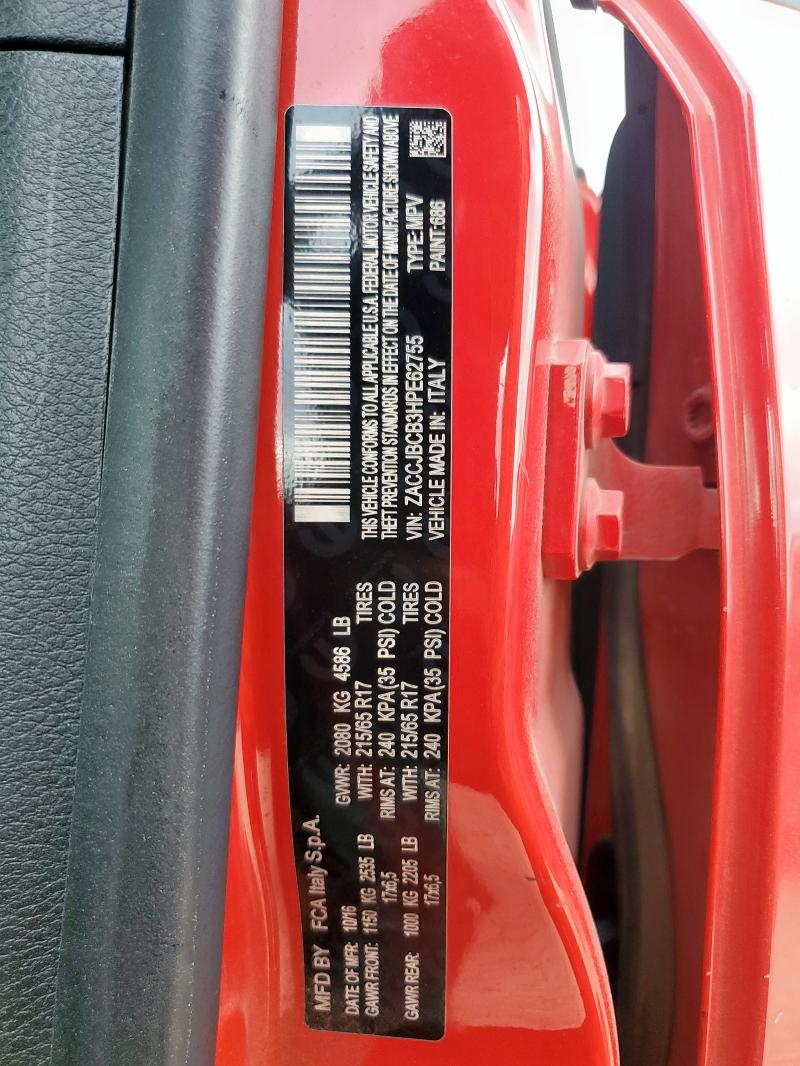 MFD BY FCA Italy S.p.A.
DATE OF MFR: 10/16 GVWR: 2080 KG 4586 LB
GAWR FRONT: 1150 KG 2535 LB WITH: 215/65 R17 TIRES
17x6,5 RIMS AT: 240 KPA(35 PSI) COLD
GAWR REAR: 1000 KG 2205 LB WITH: 215/65 R17 TIRES
17x6,5 RIMS AT: 240 KPA(35 PSI) COLD
THIS VEHICLE CONFORMS TO ALL APPLICABLE U.S.A. FEDERAL MOTOR VEHICLE SAFETY AND
THEFT PREVENTION STANDARDS IN EFFECT ON THE DATE OF MANUFACTURE SHOWN ABOVE
VIN: ZACCJBCB3HPE62755 TYPE:MPV
VEHICLE MADE IN: ITALY PAINT:686